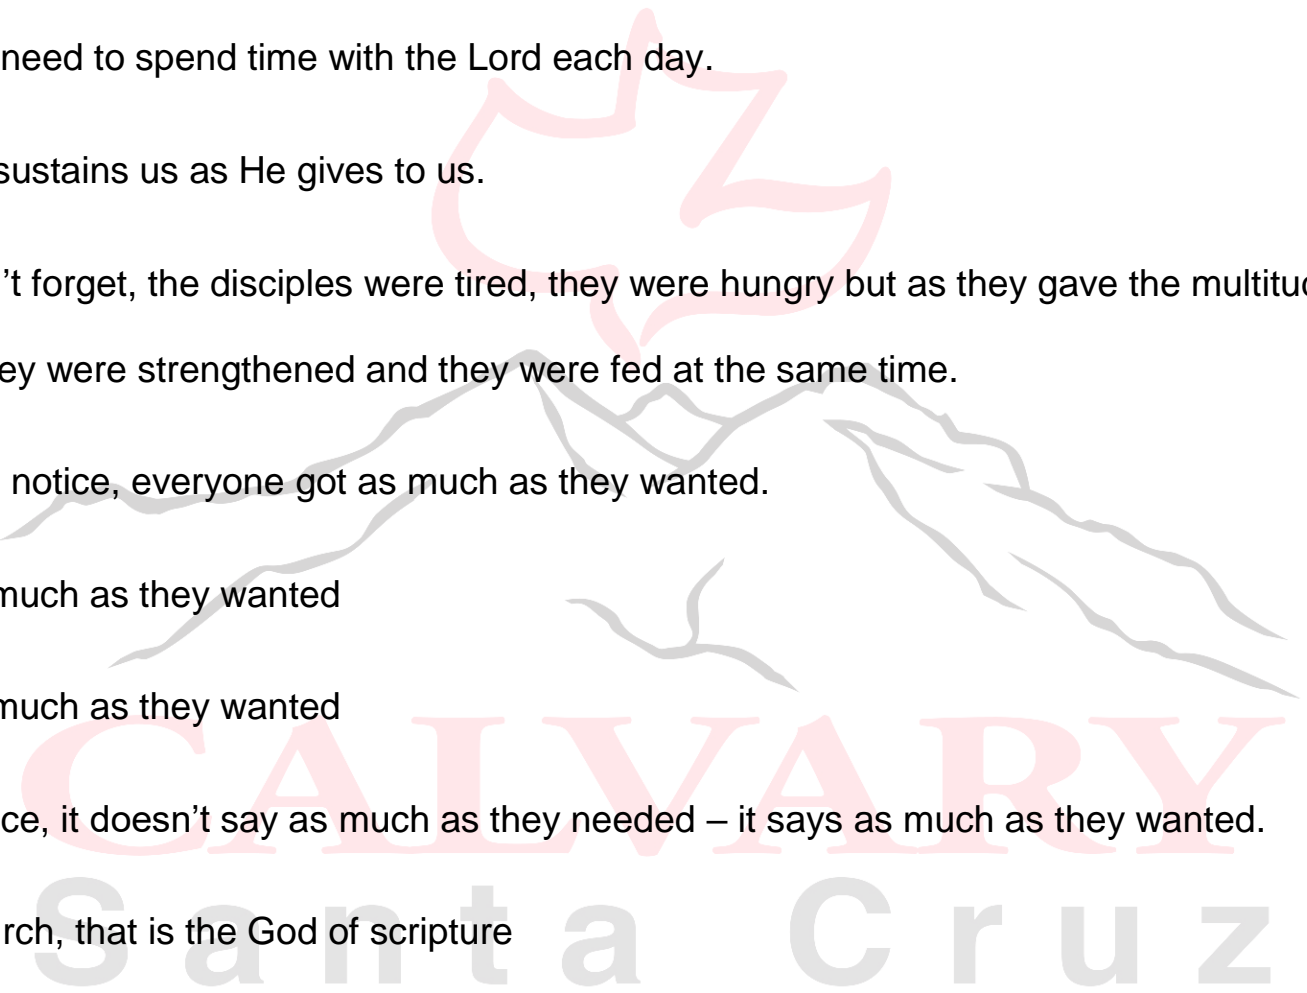 need to spend time with the Lord each day.
sustains us as He gives to us.
't forget, the disciples were tired, they were hungry but as they gave the multitu
ey were strengthened and they were fed at the same time.
notice, everyone got as much as they wanted.
much as they wanted
much as they wanted
ce, it doesn’t say as much as they needed – it says as much as they wanted.
rch, that is the God of scripture
CALVARY
Santa Cruz